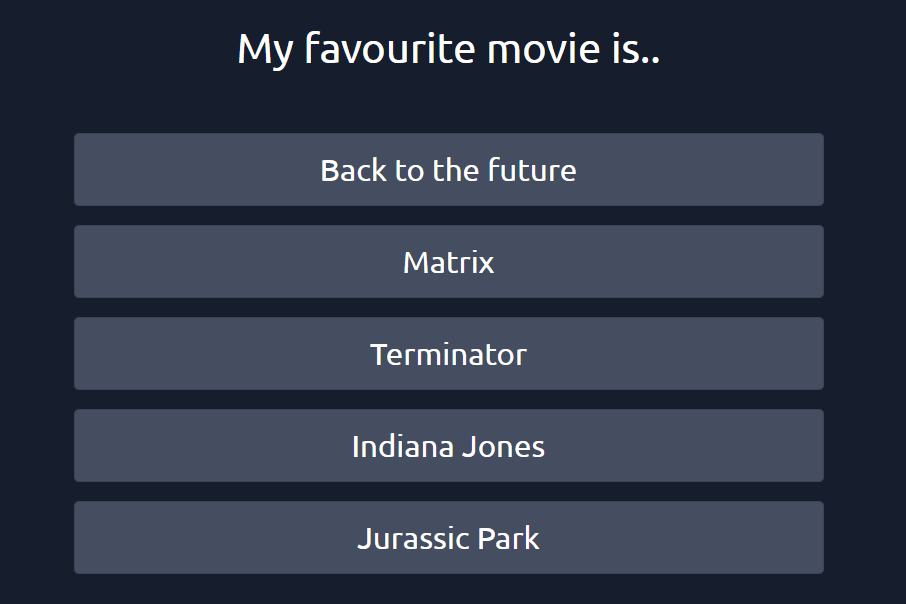 My favourite movie is..
Back to the future
Matrix
Terminator
Indiana Jones
Jurassic Park